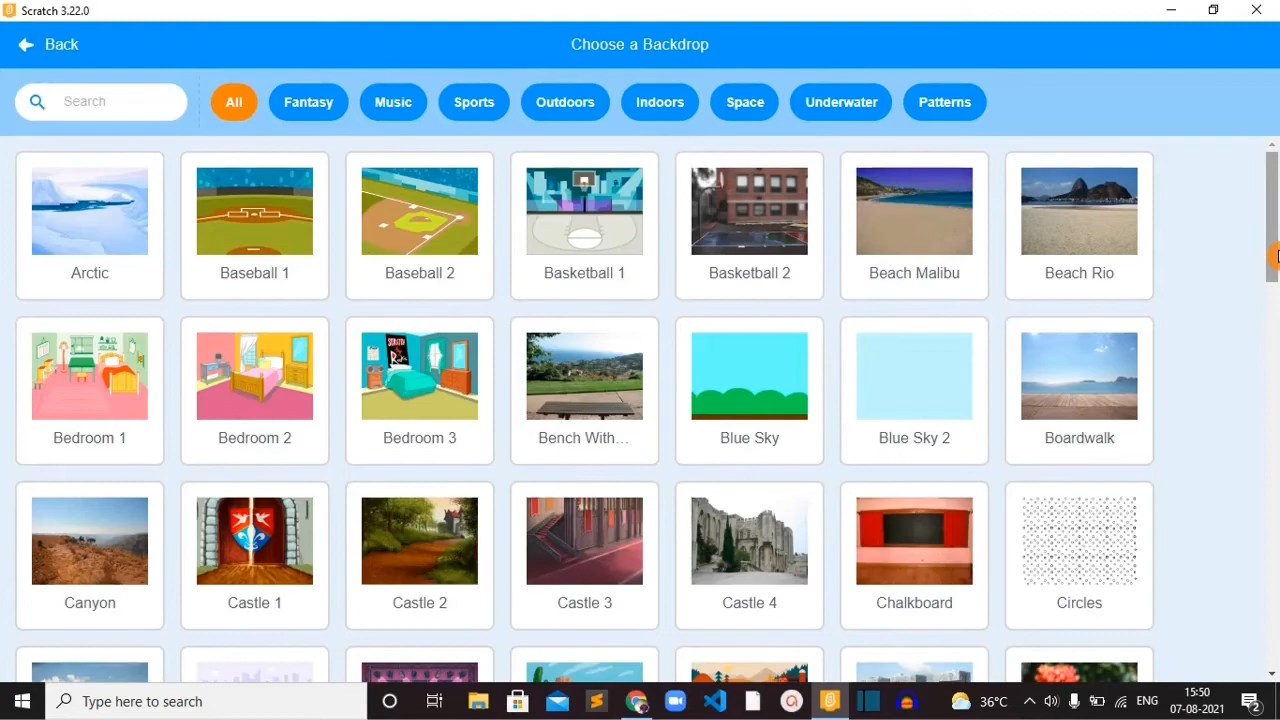 Scratch 3.22.0
Back
Choose a Backdrop
Search
All
Fantasy
Music
Sports
Outdoors
Indoors
Space
Underwater
Patterns
Arctic
Baseball 1
Baseball 2
Basketball 1
Basketball 2
Beach Malibu
Beach Rio
Bedroom 1
Bedroom 2
Bedroom 3
Bench With...
Blue Sky
Blue Sky 2
Boardwalk
Canyon
Castle 1
Castle 2
Castle 3
Castle 4
Chalkboard
Circles
Type here to search
36°C
ENG
15:50
07-08-2021
2